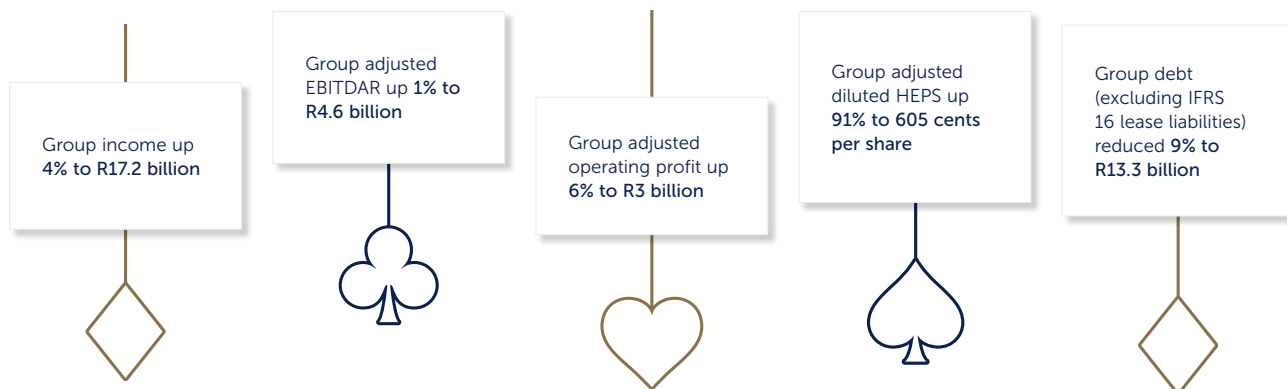 Group income up
4% to R17.2 billion
Group adjusted
EBITDAR up 1% to
R4.6 billion
Group adjusted
operating profit up
6% to R3 billion
Group adjusted
diluted HEPS up
91% to 605 cents
per share
Group debt
(excluding IFRS
16 lease liabilities)
reduced 9% to
R13.3 billion